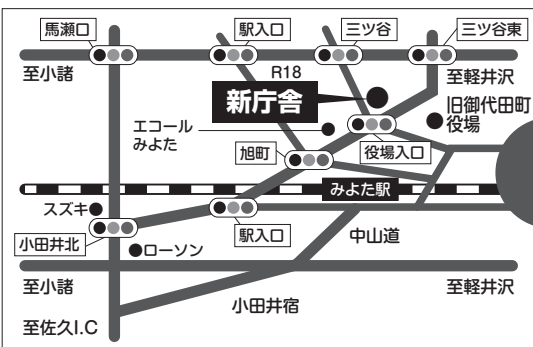 馬瀬口
駅入口
三ツ谷
三ツ谷東
至小諸
R18
至軽井沢
新庁舎
旧御代田町
役場
エコール
みよた
旭町
役場入口
みよた駅
スズキ
小田井北
ローソン
駅入口
中山道
至小諸
小田井宿
至軽井沢
至佐久I.C